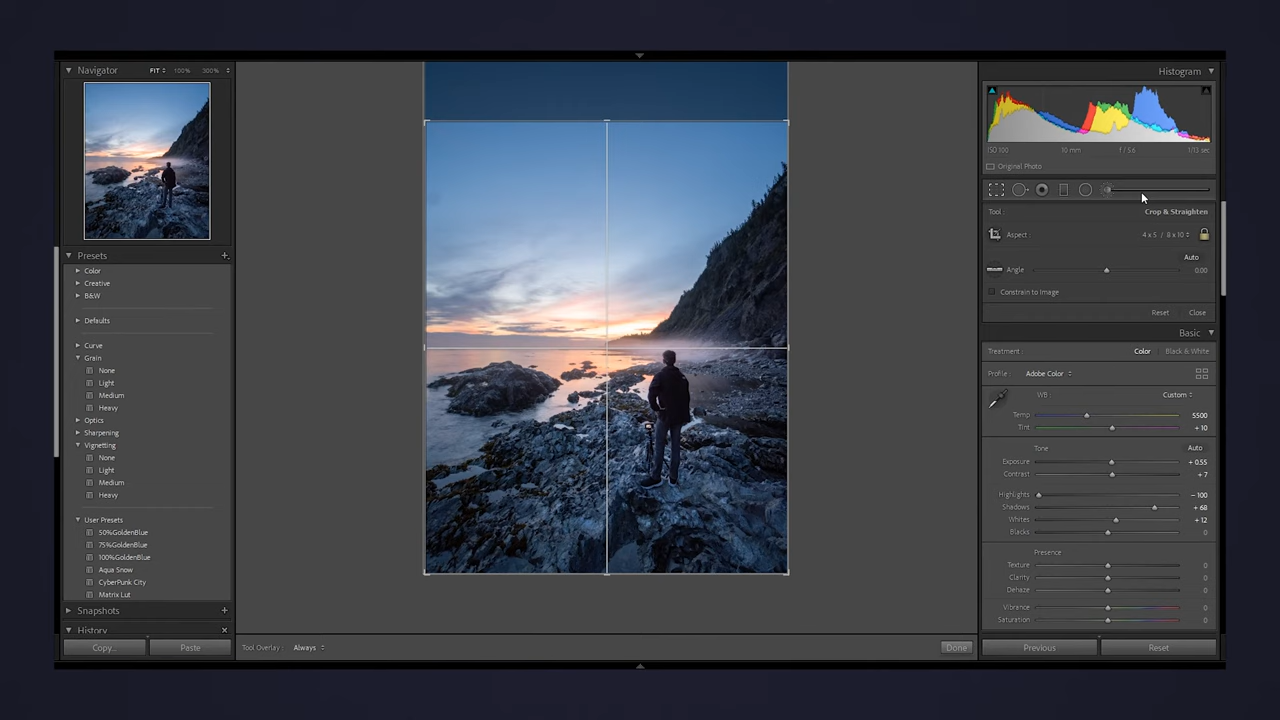 Navigator FIT 100% 300%
Presets
Color
Creative
B&W
Defaults
Curve
Grain
None
Light
Medium
Heavy
Optics
Sharpening
Vignetting
None
Light
Medium
Heavy
User Presets
50%GoldenBlue
75%GoldenBlue
100%GoldenBlue
Aqua Snow
CyberPunk City
Matrix Lut
Snapshots
History
Copy... Paste
Tool Overlay: Always Done
Histogram
ISO 100 10 mm f / 5.6 1/13 sec
Original Photo
Tool: Crop & Straighten
Aspect: 4 x 5 / 8 x 10
Auto
Angle 0.00
Constrain to Image
Reset Close
Basic
Treatment: Color Black & White
Profile: Adobe Color
WB: Custom
Temp 5500
Tint + 10
Tone Auto
Exposure + 0.55
Contrast + 7
Highlights - 100
Shadows + 68
Whites + 12
Blacks 0
Presence
Texture 0
Clarity 0
Dehaze 0
Vibrance 0
Saturation 0
Previous Reset